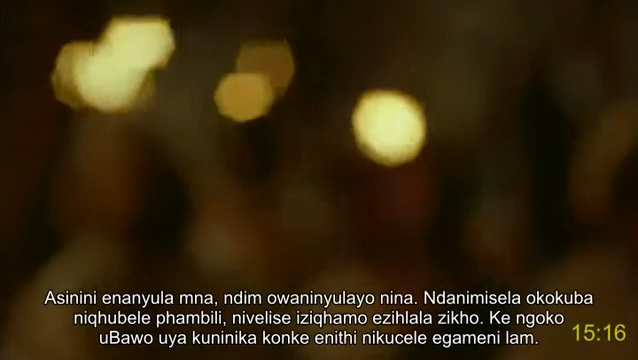 Asinini enanyula mna, ndim owaninyulayo nina. Ndanimisela okokuba
niqhubele phambili, nivelise iziqhamo ezihlala zikho. Ke ngoko
uBawo uya kuninika konke enithi nikucele egameni lam.
15:16